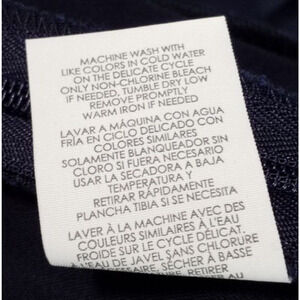 MACHINE WASH WITH
LIKE COLORS IN COLD WATER
ON THE DELICATE CYCLE
ONLY NON-CHLORINE BLEACH
IF NEEDED, TUMBLE DRY LOW
REMOVE PROMPTLY
WARM IRON IF NEEDED
LAVAR A MÁQUINA CON AGUA
FRÍA EN CICLO DELICADO CON
COLORES SIMILARES
SOLAMENTE BLANQUEADOR SIN
CLORO SI FUERA NECESARIO
USAR LA SECADORA A BAJA
TEMPERATURA Y
RETIRAR RÁPIDAMENTE
PLANCHA TIBIA SI SE NECESITA
LAVER À LA MACHINE AVEC DES
COULEURS SIMILAIRES À L'EAU
FROIDE SUR LE CYCLE DÉLICAT.
L'EAU DE JAVEL SANS CHLORURE
SÉCHER À BASSE
RETIRER